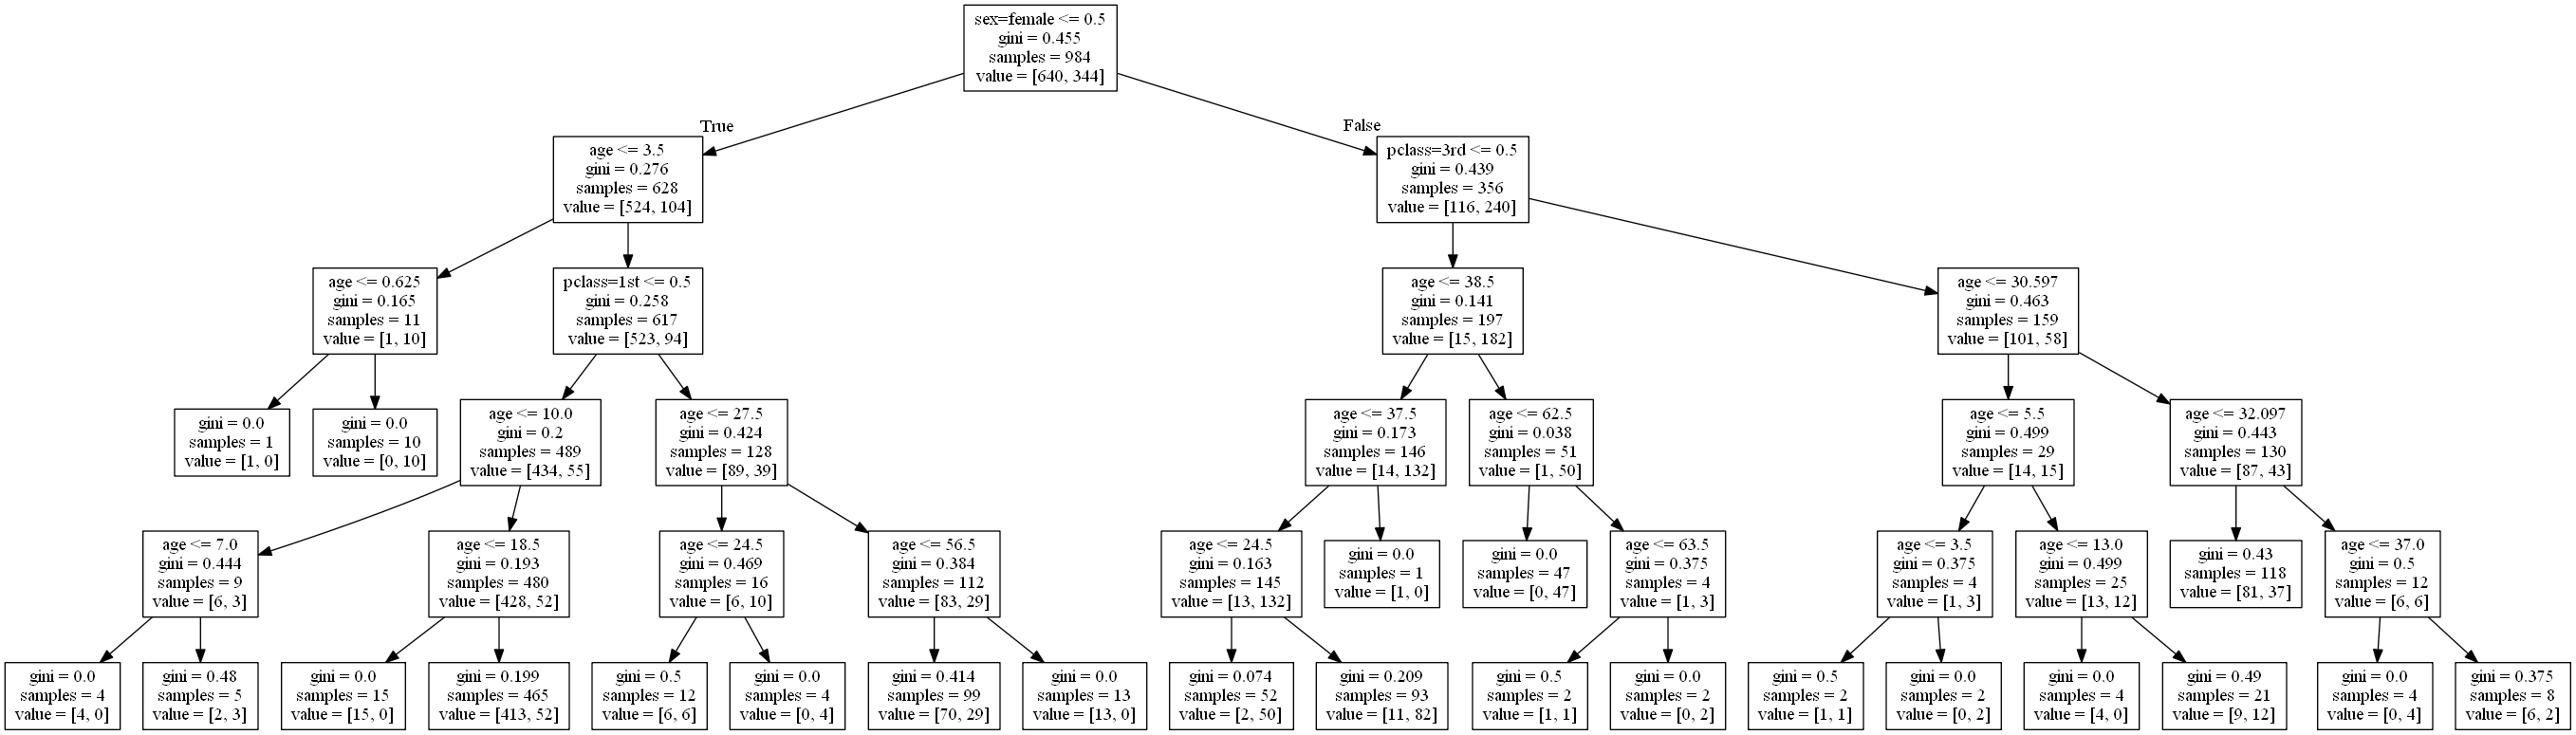 sex=female <= 0.5
gini = 0.455
samples = 984
value = [640, 344]
True
False
age <= 3.5
gini = 0.276
samples = 628
value = [524, 104]
pclass=3rd <= 0.5
gini = 0.439
samples = 356
value = [116, 240]
age <= 0.625
gini = 0.165
samples = 11
value = [1, 10]
pclass=1st <= 0.5
gini = 0.258
samples = 617
value = [523, 94]
age <= 38.5
gini = 0.141
samples = 197
value = [15, 182]
age <= 30.597
gini = 0.463
samples = 159
value = [101, 58]
gini = 0.0
samples = 1
value = [1, 0]
gini = 0.0
samples = 10
value = [0, 10]
age <= 10.0
gini = 0.2
samples = 489
value = [434, 55]
age <= 27.5
gini = 0.424
samples = 128
value = [89, 39]
age <= 37.5
gini = 0.173
samples = 146
value = [14, 132]
age <= 62.5
gini = 0.038
samples = 51
value = [1, 50]
age <= 5.5
gini = 0.499
samples = 29
value = [14, 15]
age <= 32.097
gini = 0.443
samples = 130
value = [87, 43]
age <= 7.0
gini = 0.444
samples = 9
value = [6, 3]
age <= 18.5
gini = 0.193
samples = 480
value = [428, 52]
age <= 24.5
gini = 0.469
samples = 16
value = [6, 10]
age <= 56.5
gini = 0.384
samples = 112
value = [83, 29]
age <= 24.5
gini = 0.163
samples = 145
value = [13, 132]
gini = 0.0
samples = 1
value = [1, 0]
gini = 0.0
samples = 47
value = [0, 47]
age <= 63.5
gini = 0.375
samples = 4
value = [1, 3]
age <= 3.5
gini = 0.375
samples = 4
value = [1, 3]
age <= 13.0
gini = 0.499
samples = 25
value = [13, 12]
gini = 0.43
samples = 118
value = [81, 37]
age <= 37.0
gini = 0.5
samples = 12
value = [6, 6]
gini = 0.0
samples = 4
value = [4, 0]
gini = 0.48
samples = 5
value = [2, 3]
gini = 0.0
samples = 15
value = [15, 0]
gini = 0.199
samples = 465
value = [413, 52]
gini = 0.5
samples = 12
value = [6, 6]
gini = 0.0
samples = 4
value = [0, 4]
gini = 0.414
samples = 99
value = [70, 29]
gini = 0.0
samples = 13
value = [13, 0]
gini = 0.074
samples = 52
value = [2, 50]
gini = 0.209
samples = 93
value = [11, 82]
gini = 0.5
samples = 2
value = [1, 1]
gini = 0.0
samples = 2
value = [0, 2]
gini = 0.5
samples = 2
value = [1, 1]
gini = 0.0
samples = 2
value = [0, 2]
gini = 0.0
samples = 4
value = [4, 0]
gini = 0.49
samples = 21
value = [9, 12]
gini = 0.0
samples = 4
value = [0, 4]
gini = 0.375
samples = 8
value = [6, 2]